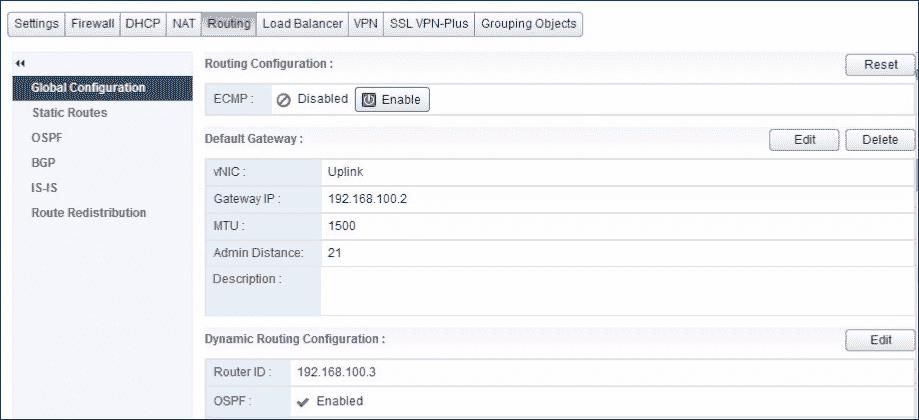 Settings Firewall DHCP NAT Routing Load Balancer VPN SSL VPN-Plus Grouping Objects
Global Configuration
Static Routes
OSPF
BGP
IS-IS
Route Redistribution
Routing Configuration : Reset
ECMP : Disabled Enable
Default Gateway : Edit Delete
vNIC : Uplink
Gateway IP : 192.168.100.2
MTU : 1500
Admin Distance: 21
Description :
Dynamic Routing Configuration : Edit
Router ID : 192.168.100.3
OSPF : Enabled